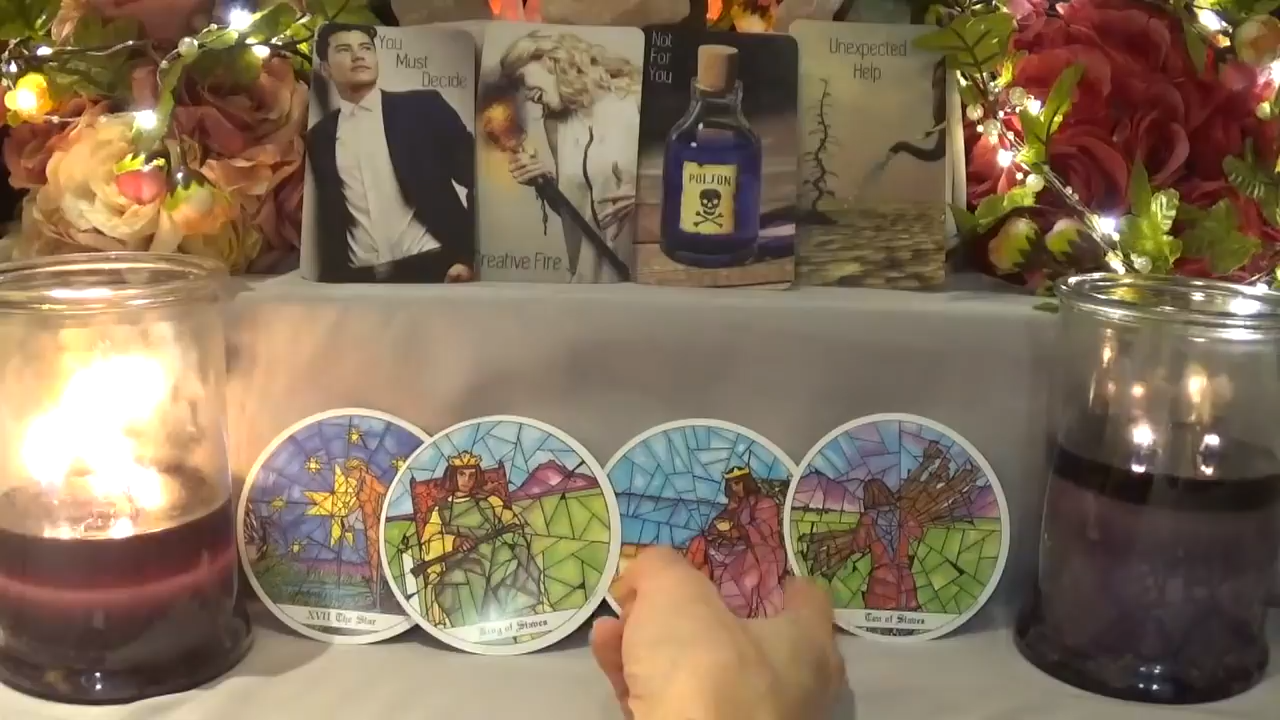 You
Must
Decide
Creative Fire
Not
For
You
POISON
Unexpected
Help
XVII The Star
King of Staves
Ten of Staves